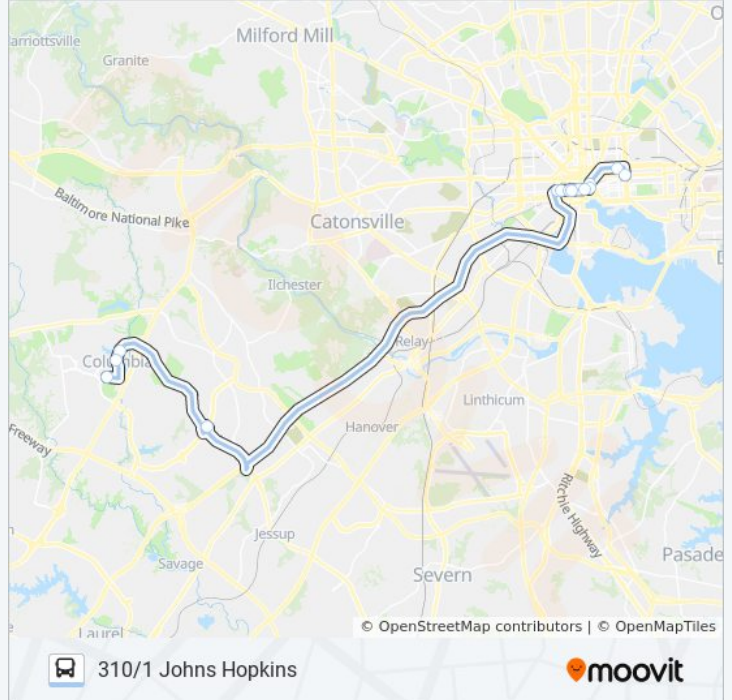 Milford Mill
arriottsville
Granite
Baltimore National Pike
Catonsville
Ilchester
Columbia
Relay
Linthicum
Hanover
Freeway
Ritchie Highway
Jessup
Savage
Pasade
Severn
Laurel
© OpenStreetMap contributors | © OpenMapTiles
310/1 Johns Hopkins
moovit